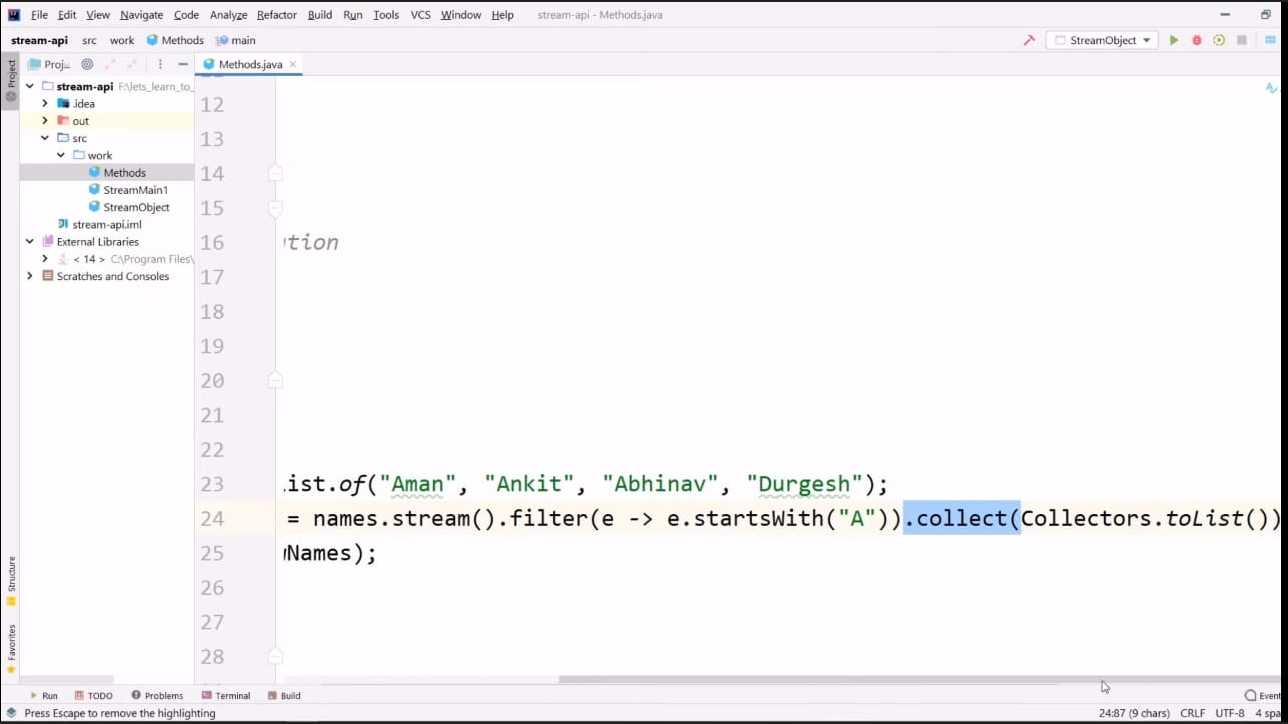 File Edit View Navigate Code Analyze Refactor Build Run Tools VCS Window Help stream-api - Methods.java
stream-api src work Methods main StreamObject
Project
Proj... Methods.java
stream-api F:\lets_learn_to_
.idea
out
src
work
Methods
StreamMain1
StreamObject
stream-api.iml
External Libraries
< 14 > C:\Program Files\
Scratches and Consoles
12
13
14
15
16 tion
17
18
19
20
21
22
23 ist.of("Aman", "Ankit", "Abhinav", "Durgesh");
24 = names.stream().filter(e -> e.startsWith("A")).collect(Collectors.toList())
25 Names);
26
27
28
Structure
Favorites
Run TODO Problems Terminal Build Event
Press Escape to remove the highlighting 24:87 (9 chars) CRLF UTF-8 4 spa